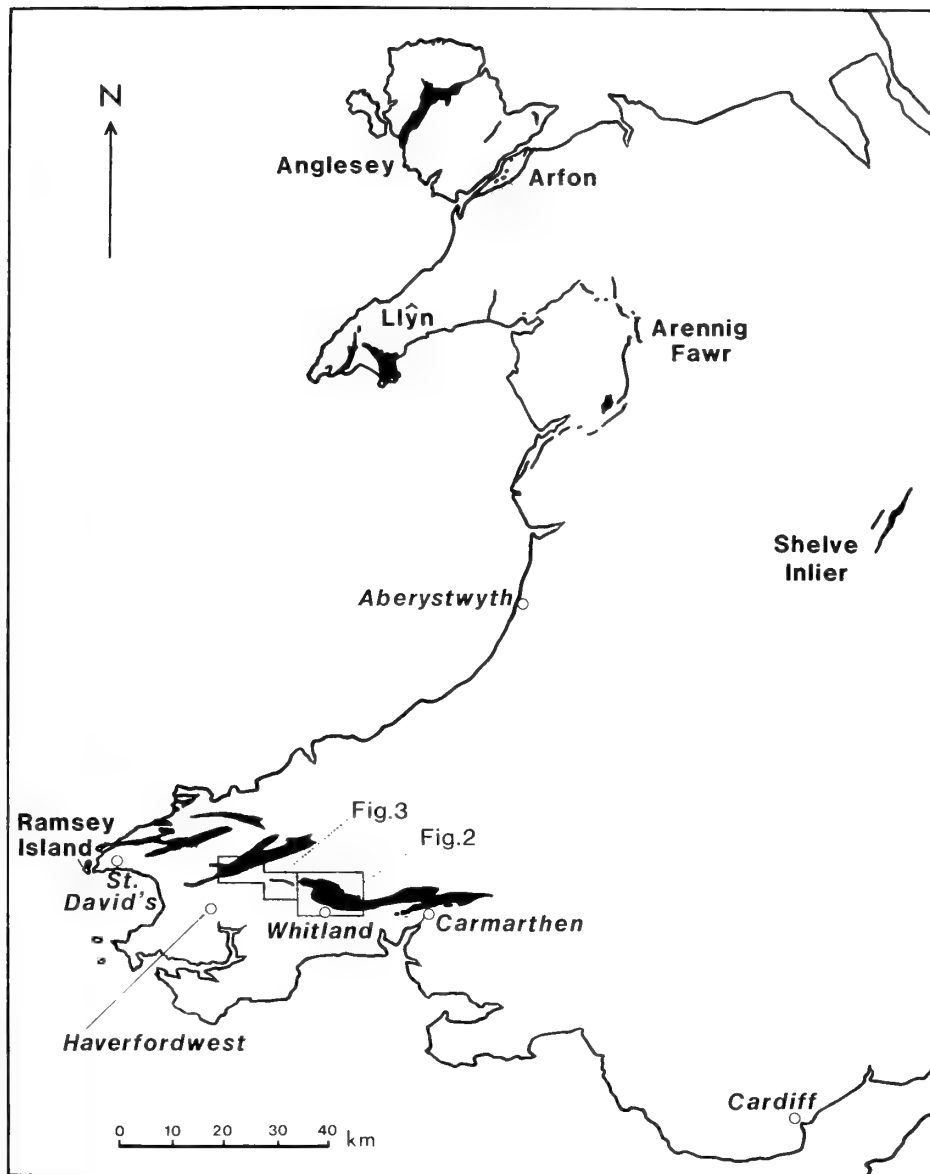 N
Anglesey
Arfon
Llŷn
Arennig
Fawr
Shelve
Inlier
Aberystwyth
Fig.3
Fig.2
Ramsey
Island
St.
David's
Whitland
Carmarthen
Haverfordwest
Cardiff
0 10 20 30 40 km